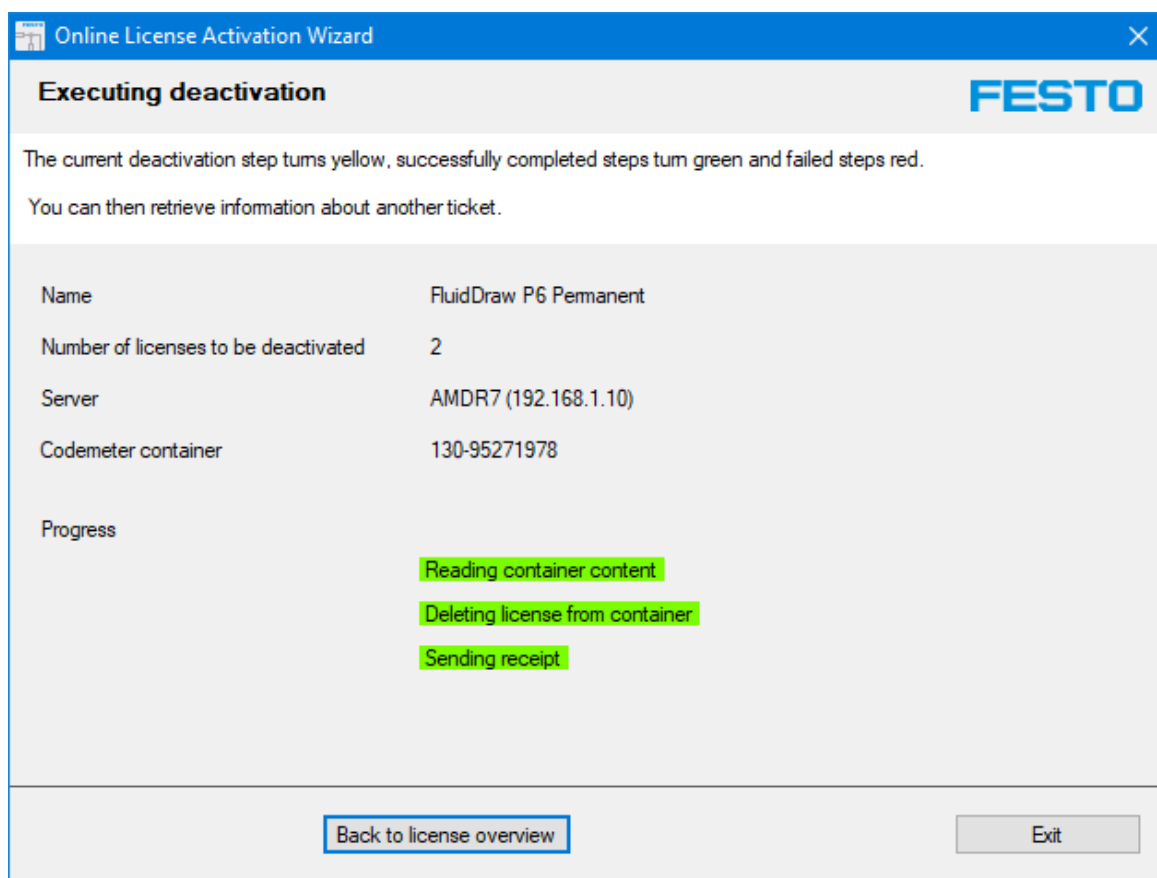 Online License Activation Wizard
Executing deactivation
FESTO
The current deactivation step turns yellow, successfully completed steps turn green and failed steps red.
You can then retrieve information about another ticket.
Name FluidDraw P6 Permanent
Number of licenses to be deactivated 2
Server AMDR7 (192.168.1.10)
Codemeter container 130-95271978
Progress
Reading container content
Deleting license from container
Sending receipt
Back to license overview Exit